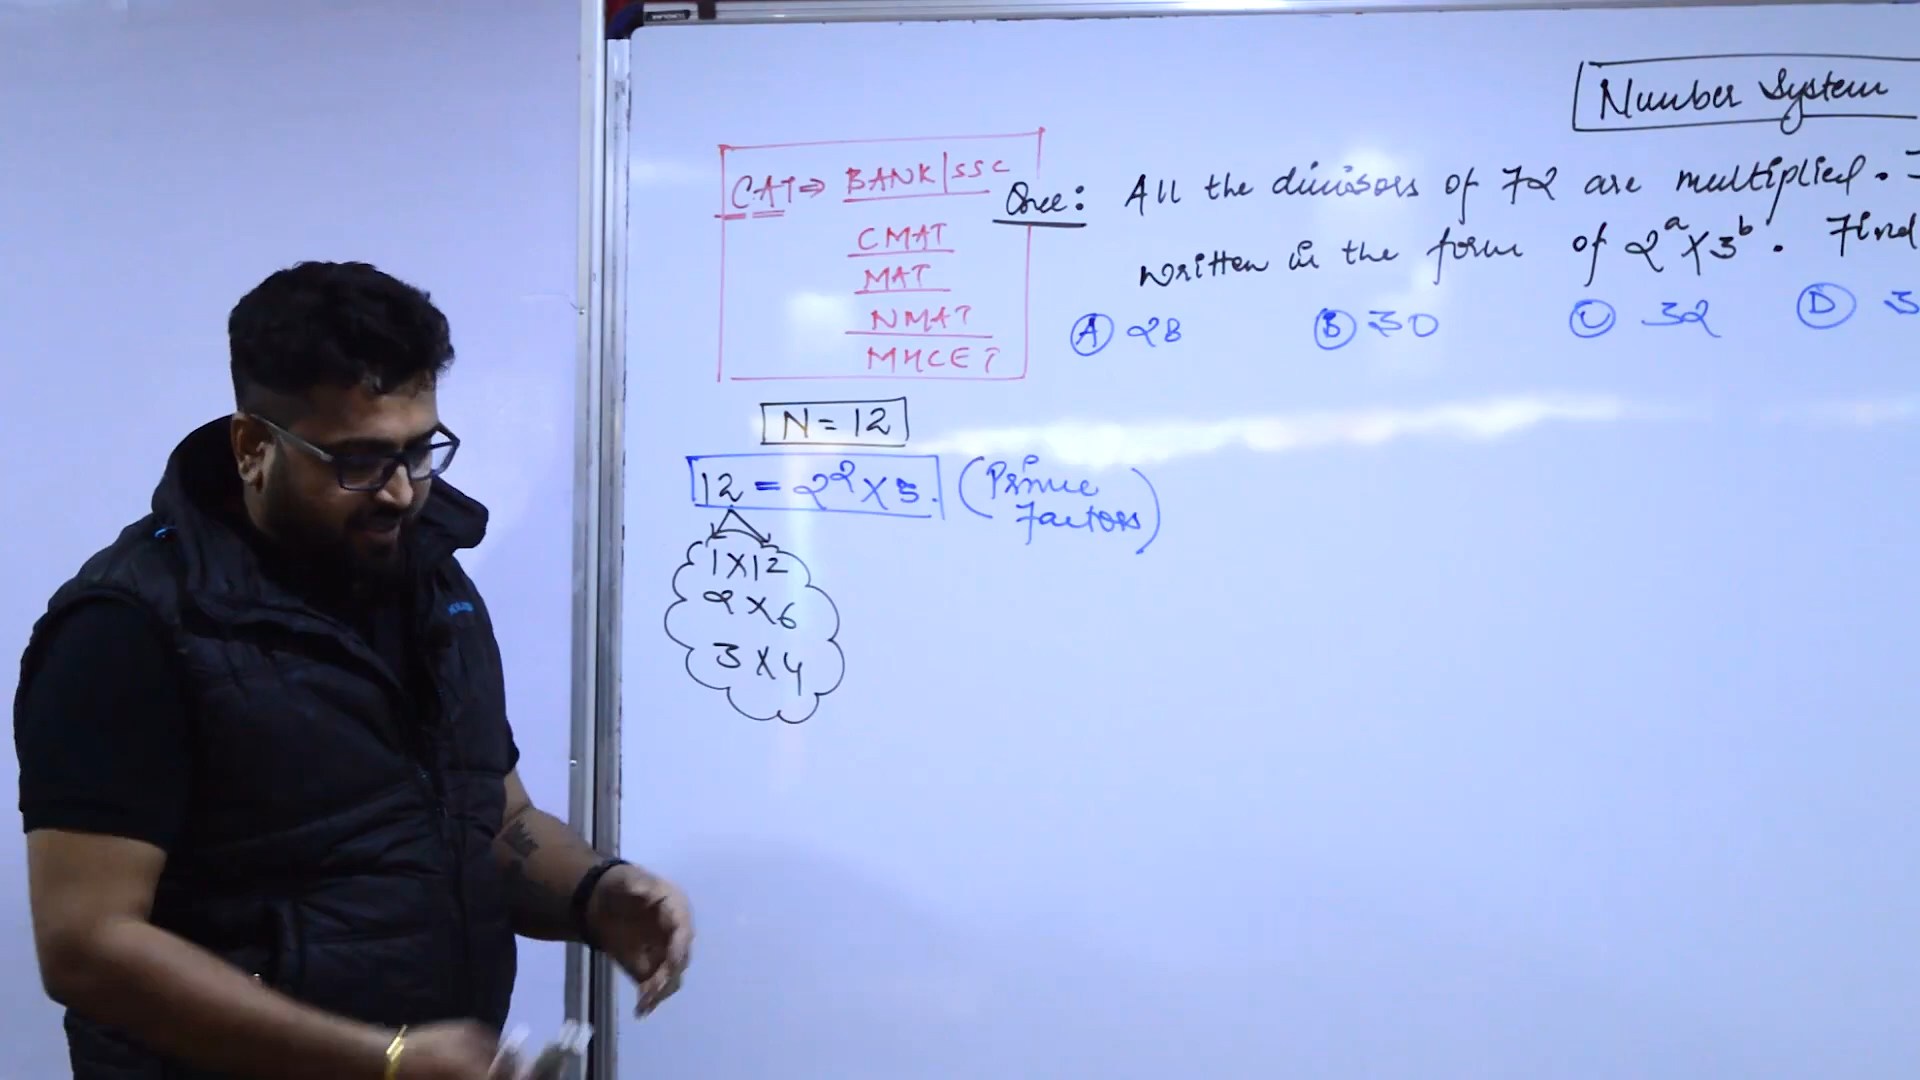 Number System
CAT ⇒ BANK | SSC
CMAT
MAT
NMAT
MHCET
Que: All the divisors of 72 are multiplied.
written in the form of 2^a X 3^b. Find
(A) 28 (B) 30 (C) 32 (D) 3
N = 12
12 = 2^2 X 3. (Prime
Factors)
1 X 12
2 X 6
3 X 4